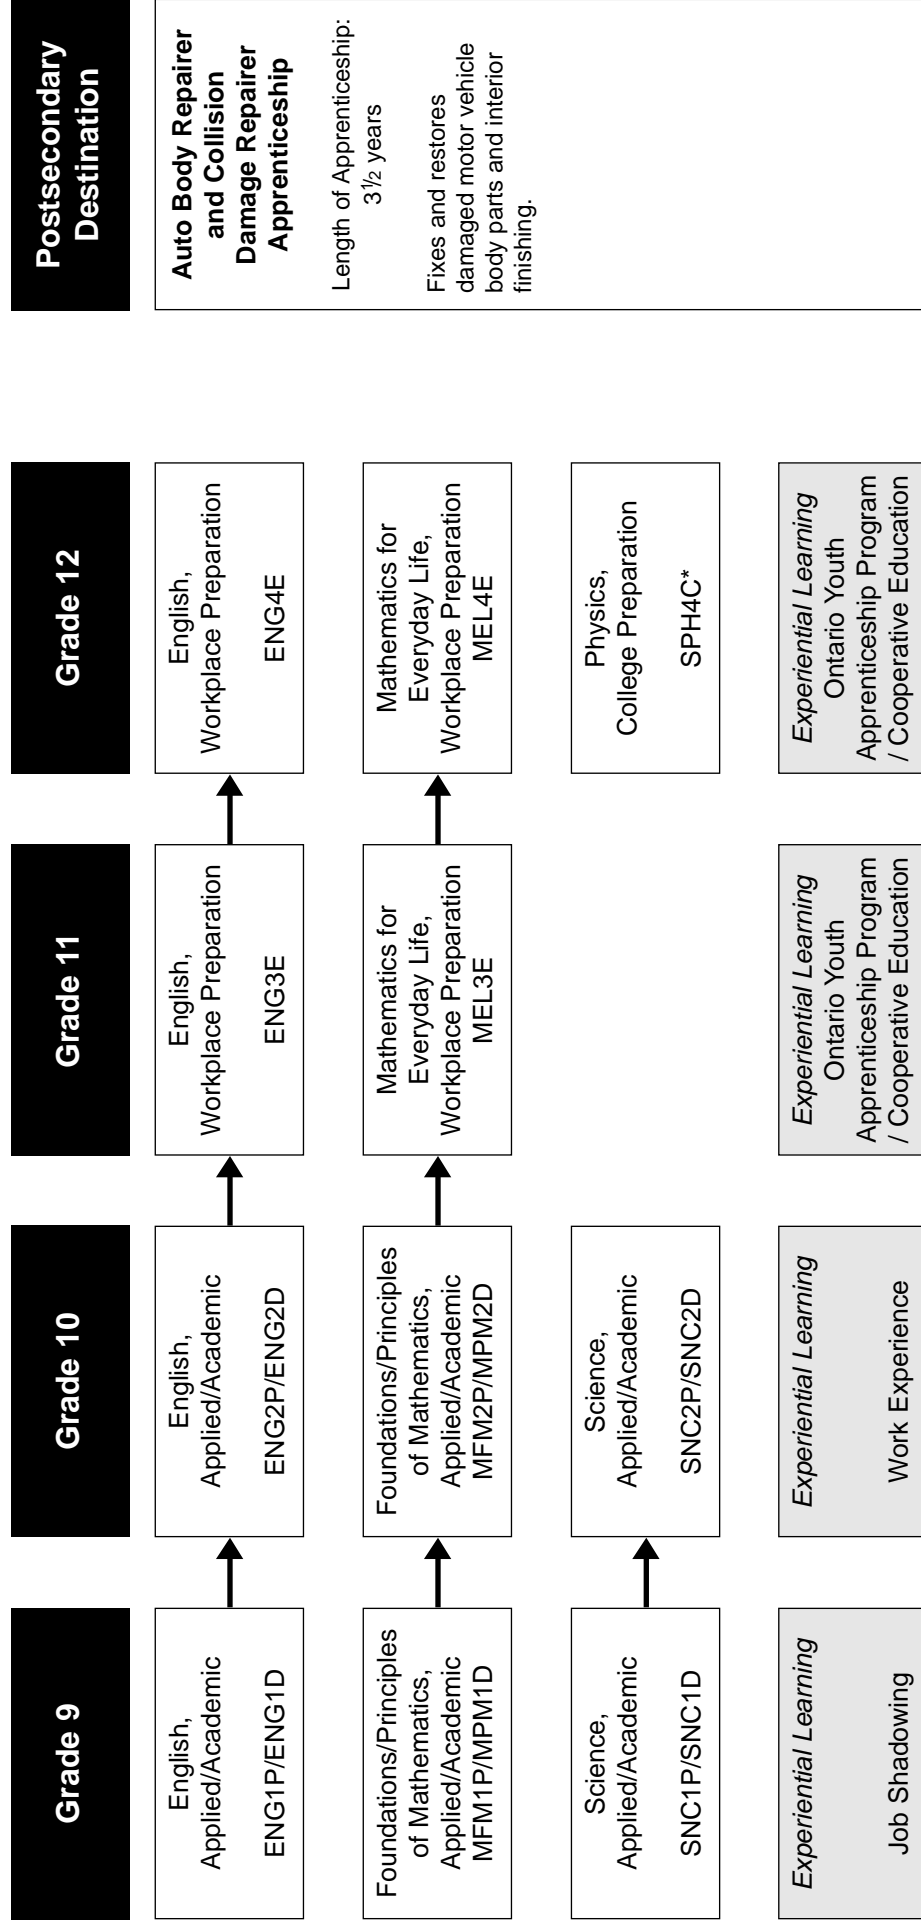 Grade 9
Grade 10
Grade 11
Grade 12
Postsecondary
Destination
English,
Applied/Academic
ENG1P/ENG1D
English,
Applied/Academic
ENG2P/ENG2D
English,
Workplace Preparation
ENG3E
English,
Workplace Preparation
ENG4E
Auto Body Repairer
and Collision
Damage Repairer
Apprenticeship
Length of Apprenticeship:
3½ years
Fixes and restores
damaged motor vehicle
body parts and interior
finishing.
Foundations/Principles
of Mathematics,
Applied/Academic
MFM1P/MPM1D
Foundations/Principles
of Mathematics,
Applied/Academic
MFM2P/MPM2D
Mathematics for
Everyday Life,
Workplace Preparation
MEL3E
Mathematics for
Everyday Life,
Workplace Preparation
MEL4E
Science,
Applied/Academic
SNC1P/SNC1D
Science,
Applied/Academic
SNC2P/SNC2D
Physics,
College Preparation
SPH4C*
Experiential Learning
Job Shadowing
Experiential Learning
Work Experience
Experiential Learning
Ontario Youth
Apprenticeship Program
/ Cooperative Education
Experiential Learning
Ontario Youth
Apprenticeship Program
/ Cooperative Education